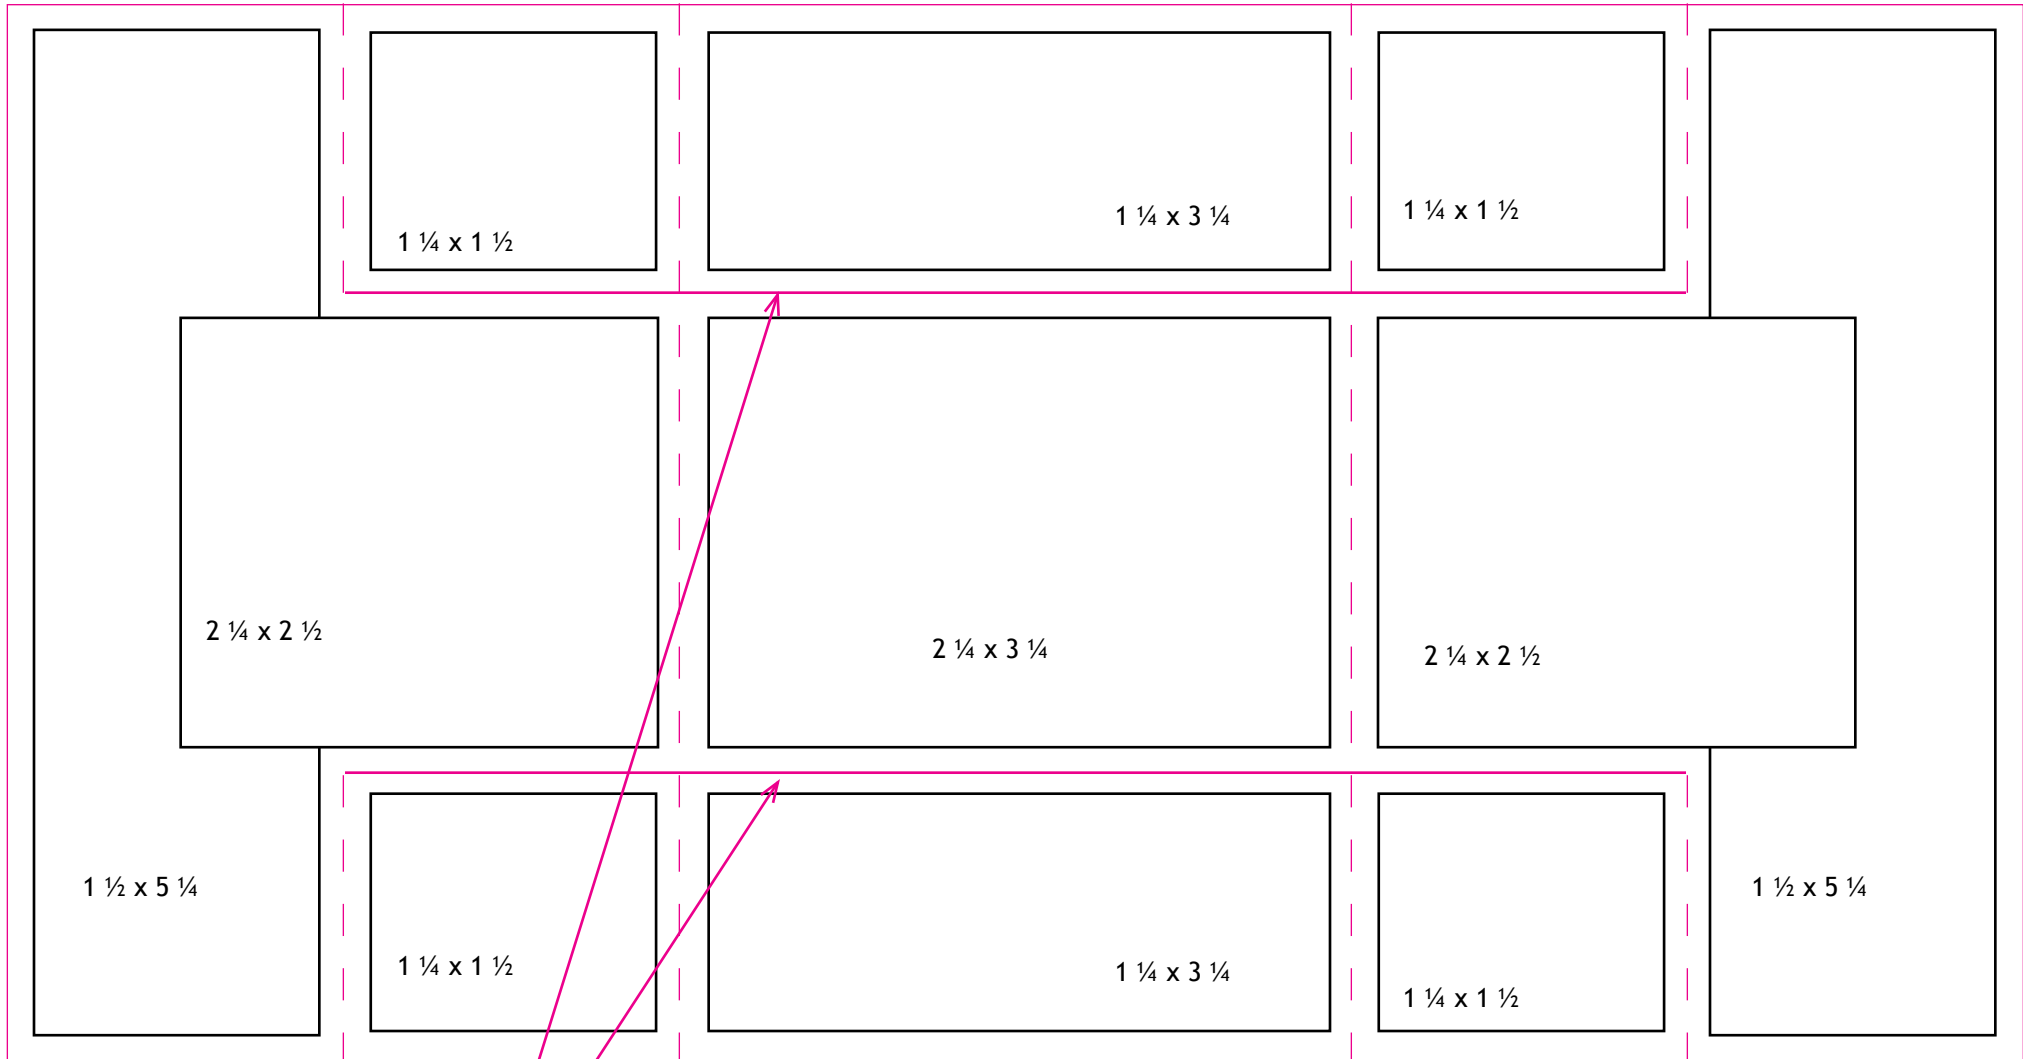 1 ¼ x 1 ½
1 ¼ x 3 ¼
1 ¼ x 1 ½
2 ¼ x 2 ½
2 ¼ x 3 ¼
2 ¼ x 2 ½
1 ½ x 5 ¼
1 ½ x 5 ¼
1 ¼ x 1 ½
1 ¼ x 3 ¼
1 ¼ x 1 ½